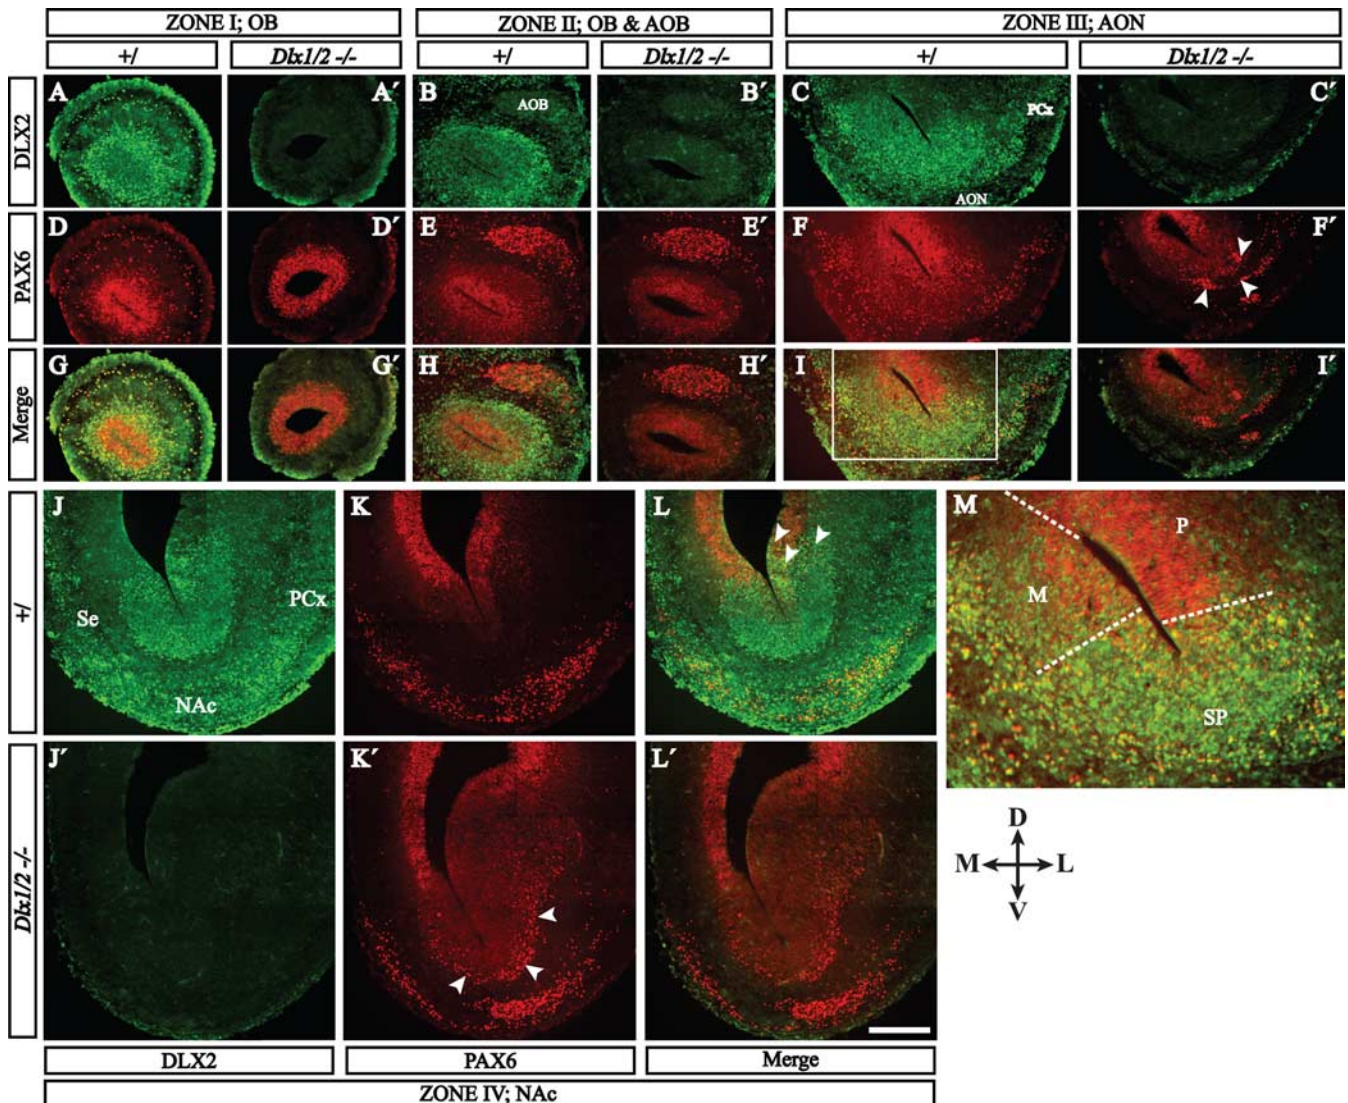 ZONE I; OB
ZONE II; OB & AOB
ZONE III; AON
+/
Dlx1/2 -/-
+/
Dlx1/2 -/-
+/
Dlx1/2 -/-
DLX2
A
A′
B
AOB
B′
C
PCx
AON
C′
PAX6
D
D′
E
E′
F
F′
Merge
G
G′
H
H′
I
I′
+/
J
Se
PCx
NAc
K
L
M
P
M
SP
Dlx1/2 -/-
J′
K′
L′
D
M
L
V
DLX2
PAX6
Merge
ZONE IV; NAc